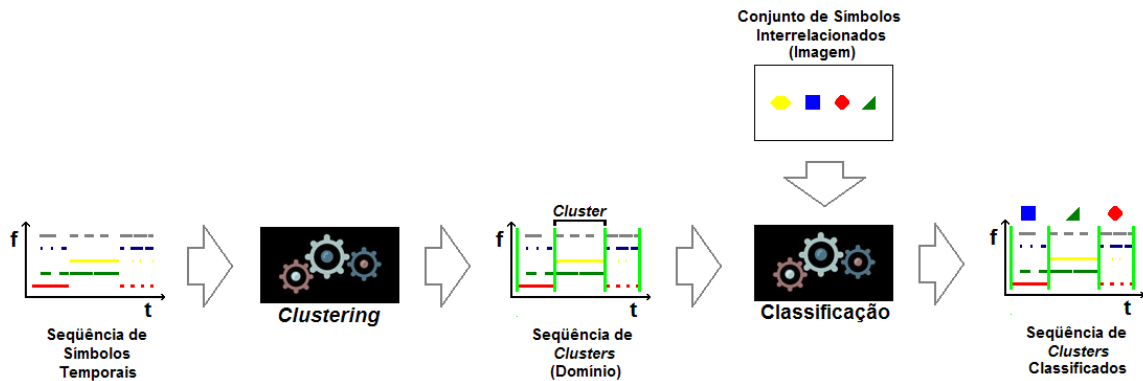 Conjunto de Símbolos
Interrelacionados
(Imagem)
f
t
Seqüência de
Símbolos
Temporais
Clustering
Cluster
f
t
Seqüência de
Clusters
(Domínio)
Classificação
f
t
Seqüência de
Clusters
Classificados